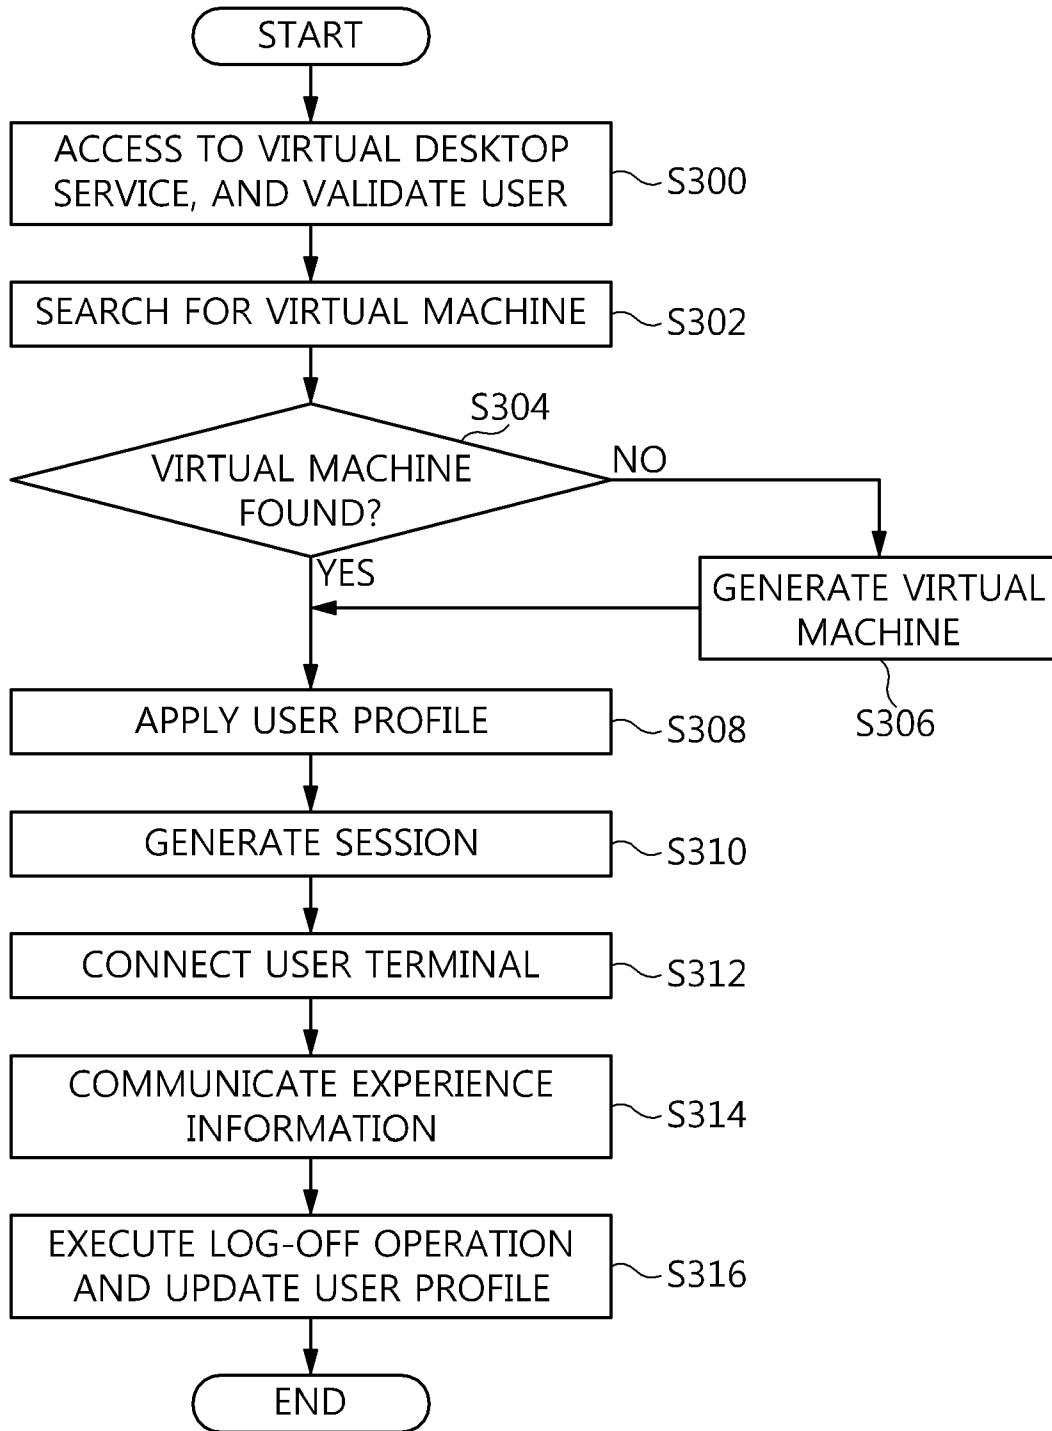 START
ACCESS TO VIRTUAL DESKTOP
SERVICE, AND VALIDATE USER
S300
SEARCH FOR VIRTUAL MACHINE
S302
S304
VIRTUAL MACHINE
FOUND?
NO
YES
GENERATE VIRTUAL
MACHINE
S306
APPLY USER PROFILE
S308
GENERATE SESSION
S310
CONNECT USER TERMINAL
S312
COMMUNICATE EXPERIENCE
INFORMATION
S314
EXECUTE LOG-OFF OPERATION
AND UPDATE USER PROFILE
S316
END